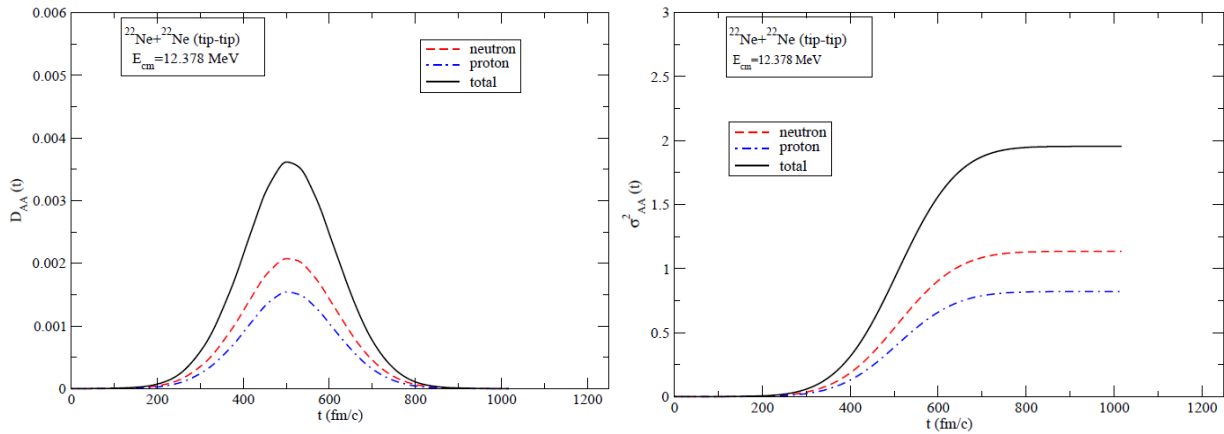 0.006
0.005
0.004
0.003
0.002
0.001
0
D_AA (t)
²²Ne+²²Ne (tip-tip)
E_cm=12.378 MeV
neutron
proton
total
0 200 400 600 800 1000 1200
t (fm/c)
3
2.5
2
1.5
1
0.5
0
σ²_AA (t)
²²Ne+²²Ne (tip-tip)
E_cm=12.378 MeV
neutron
proton
total
0 200 400 600 800 1000 1200
t (fm/c)